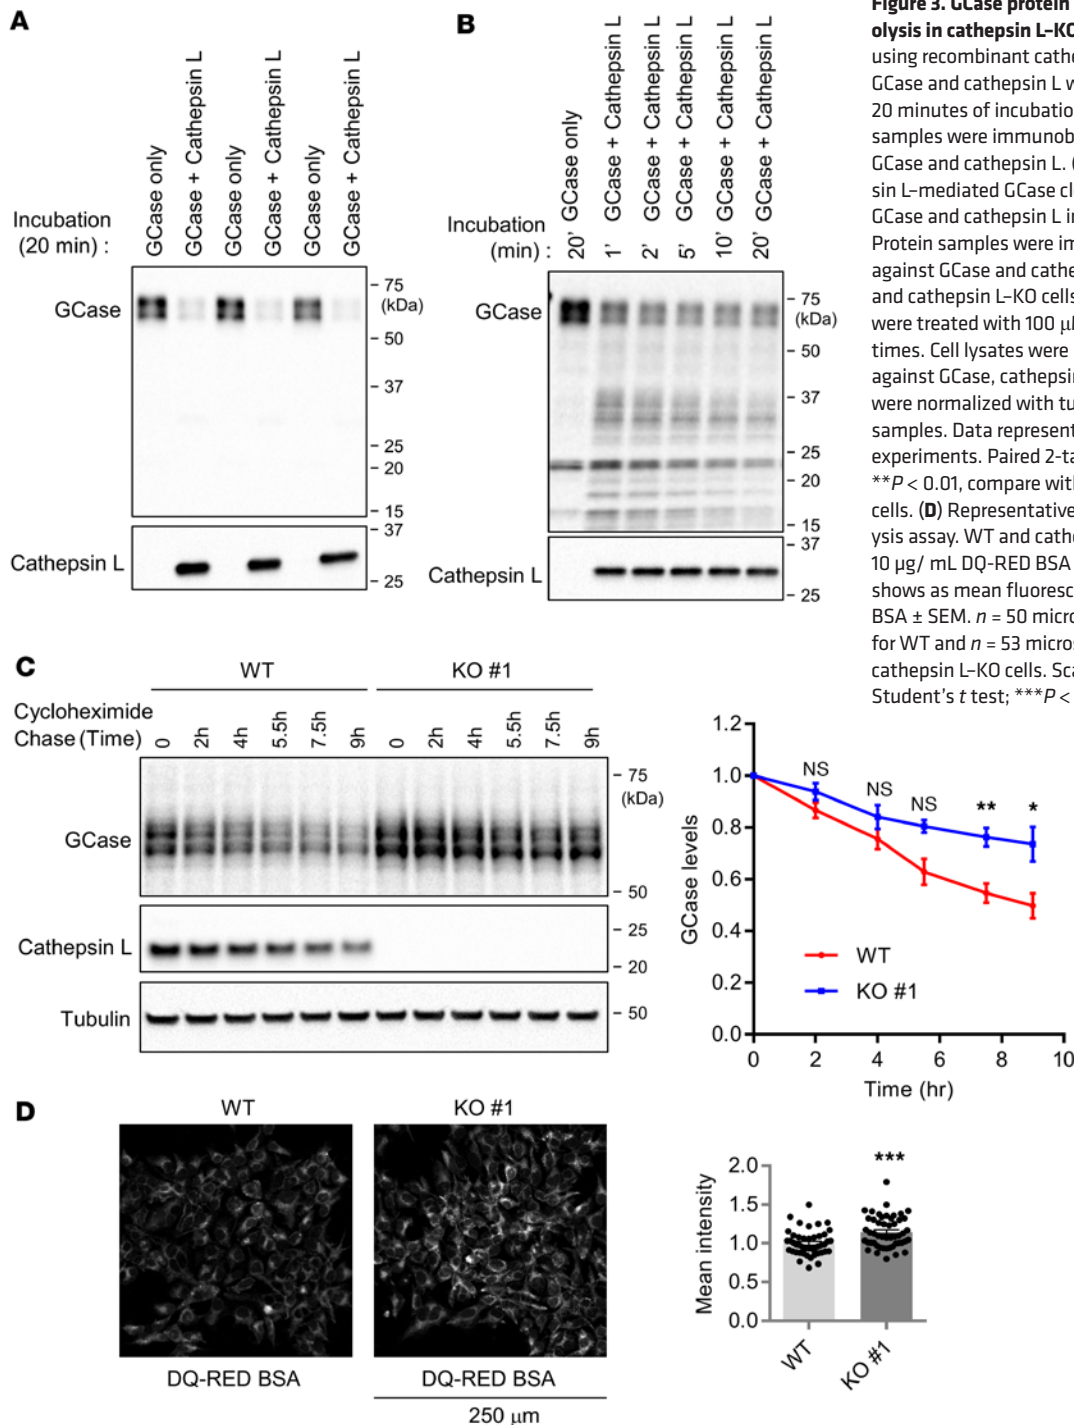 A
Incubation
(20 min) :
GCase only
GCase + Cathepsin L
GCase only
GCase + Cathepsin L
GCase only
GCase + Cathepsin L
GCase
75
(kDa)
50
37
25
20
15
Cathepsin L
37
25
B
Incubation
(min) :
20' GCase only
1' GCase + Cathepsin L
2' GCase + Cathepsin L
5' GCase + Cathepsin L
10' GCase + Cathepsin L
20' GCase + Cathepsin L
GCase
75
(kDa)
50
37
25
20
15
Cathepsin L
37
25
Figure 3. GCase protein
olysis in cathepsin L–KO
using recombinant cathe
GCase and cathepsin L w
20 minutes of incubatio
samples were immunob
GCase and cathepsin L. (
sin L–mediated GCase cl
GCase and cathepsin L in
Protein samples were im
against GCase and cathe
and cathepsin L–KO cells
were treated with 100 μ
times. Cell lysates were
against GCase, cathepsin
were normalized with tu
samples. Data represent
experiments. Paired 2-ta
**P < 0.01, compare with
cells. (D) Representative
ysis assay. WT and cathe
10 μg/ mL DQ-RED BSA
shows as mean fluoresc
BSA ± SEM. n = 50 micro
for WT and n = 53 micros
cathepsin L–KO cells. Sca
Student's t test; ***P <
C
WT
KO #1
Cycloheximide
Chase (Time)
0 2h 4h 5.5h 7.5h 9h 0 2h 4h 5.5h 7.5h 9h
GCase
75
(kDa)
50
Cathepsin L
25
20
Tubulin
50
GCase levels
1.2
1.0
0.8
0.6
0.4
0.2
0.0
NS NS NS ** *
WT
KO #1
0 2 4 6 8 10
Time (hr)
D
WT
KO #1
DQ-RED BSA
DQ-RED BSA
250 μm
Mean intensity
2.0
1.5
1.0
0.5
0.0
***
WT
KO #1